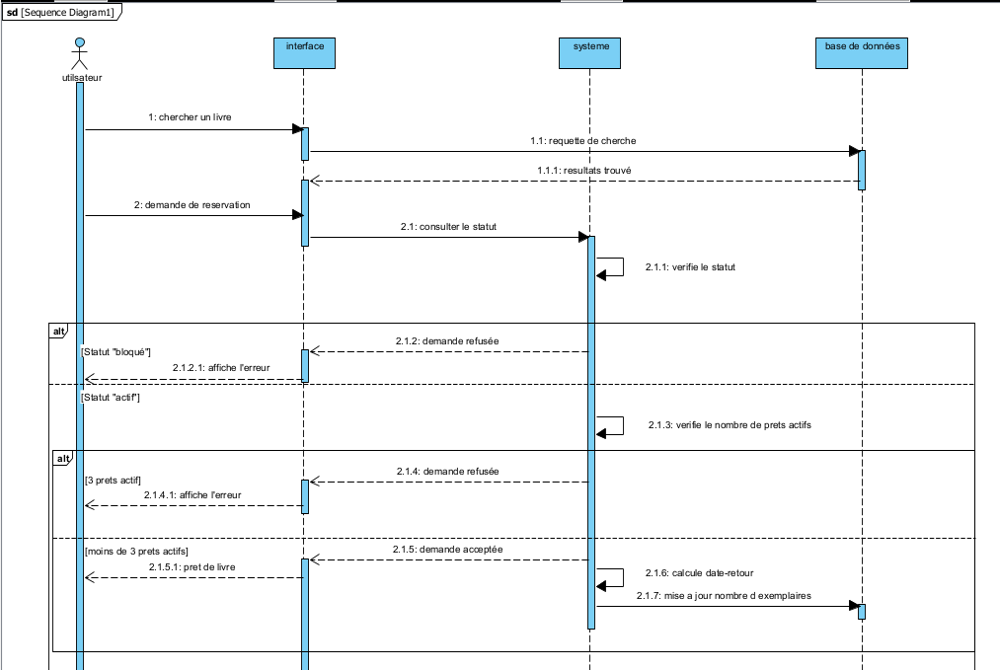 sd [Sequence Diagram1]
utilsateur
interface
systeme
base de données
1: chercher un livre
1.1: requette de cherche
1.1.1: resultats trouvé
2: demande de reservation
2.1: consulter le statut
2.1.1: verifie le statut
alt
2.1.2: demande refusée
[Statut "bloqué"]
2.1.2.1: affiche l'erreur
[Statut "actif"]
2.1.3: verifie le nombre de prets actifs
alt
2.1.4: demande refusée
[3 prets actif]
2.1.4.1: affiche l'erreur
2.1.5: demande acceptée
[moins de 3 prets actifs]
2.1.5.1: pret de livre
2.1.6: calcule date-retour
2.1.7: mise a jour nombre d exemplaires